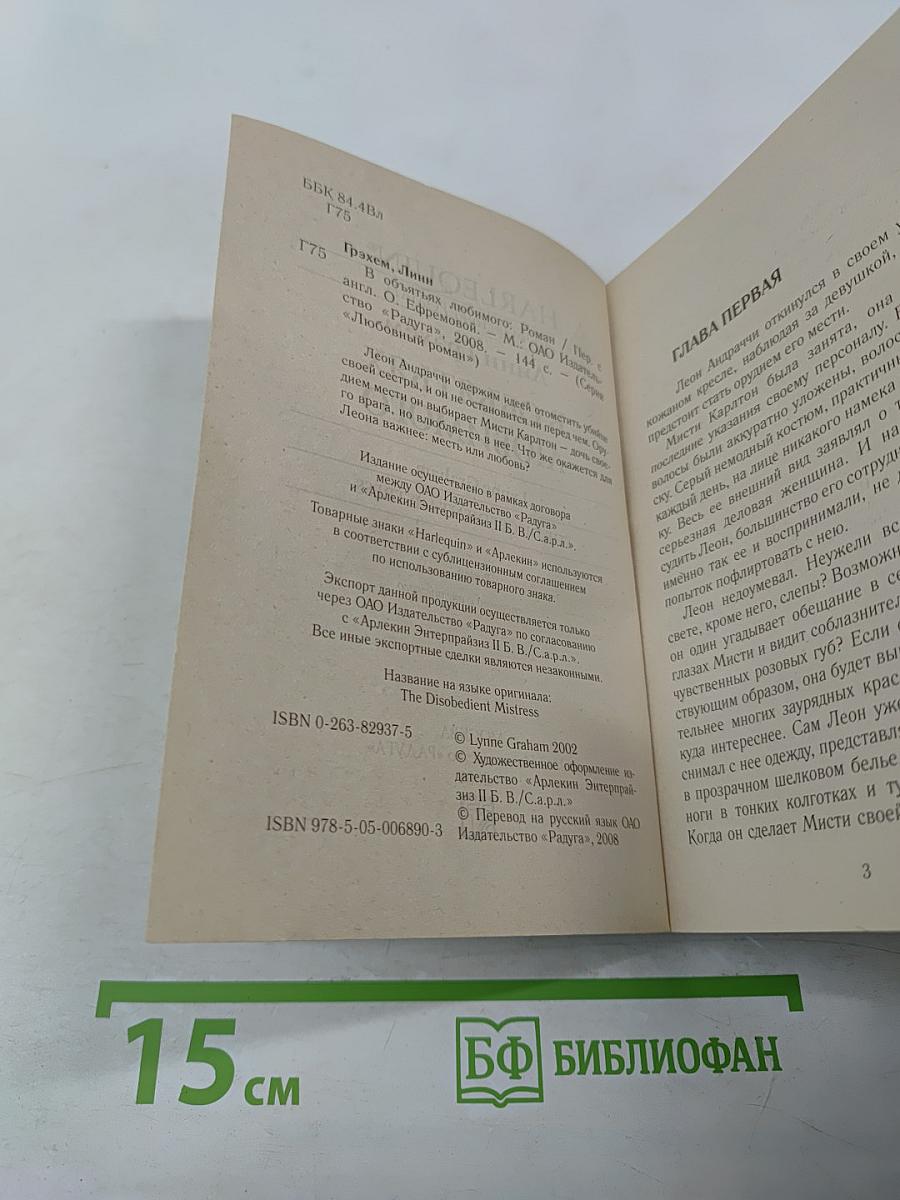 ББК 84.4Вл
Г75
Грэхем, Линн
Г75 В объятьях любимого: Роман / Пер. с
англ. О. Ефремовой. – М.: ОАО Издатель-
ство «Радуга», 2008. – 144 с. – (Серия
«Любовный роман»)
Леон Андраччи одержим идеей отомстить убийце
своей сестры, и он не остановится ни перед чем. Ору-
дием мести он выбирает Мисти Карлтон – дочь свое-
го врага, но влюбляется в нее. Что же окажется для
Леона важнее: месть или любовь?
Издание осуществлено в рамках договора
между ОАО Издательство «Радуга»
и «Арлекин Энтерпрайзиз II Б. В./С.а.р.л.».
Товарные знаки «Harlequin» и «Арлекин» используются
в соответствии с сублицензионным соглашением
по использованию товарного знака.
Экспорт данной продукции осуществляется только
через ОАО Издательство «Радуга» по согласованию
с «Арлекин Энтерпрайзиз II Б. В./С.а.р.л.».
Все иные экспортные сделки являются незаконными.
Название на языке оригинала:
The Disobedient Mistress
ISBN 0-263-82937-5
© Lynne Graham 2002
© Художественное оформление из-
дательство «Арлекин Энтерпрай-
зиз II Б. В./С.а.р.л.»
ISBN 978-5-05-006890-3
© Перевод на русский язык ОАО
Издательство «Радуга», 2008
ГЛАВА ПЕРВАЯ
Леон Андраччи откинулся в своем
кожаном кресле, наблюдая за девушкой,
предстоит стать орудием его мести.
Мисти Карлтон была занята, она
последние указания своему персоналу.
волосы были аккуратно уложены, волос
ску. Серый немодный костюм, практичны
каждый день, на лице никакого намека
ку. Весь ее внешний вид заявлял о т
серьезная деловая женщина. И на
судить Леон, большинство его сотрудн
именно так ее и воспринимали, не д
попыток пофлиртовать с нею.
Леон недоумевал. Неужели вс
свете, кроме него, слепы? Возможн
он один угадывает обещание в се
глазах Мисти и видит соблазнител
чувственных розовых губ? Если
ствующим образом, она будет вы
тельнее многих заурядных крас
куда интереснее. Сам Леон уже
снимал с нее одежду, представля
в прозрачном шелковом белье
ноги в тонких колготках и ту
Когда он сделает Мисти своей
3
15 см
БФ БИБЛИОФАН